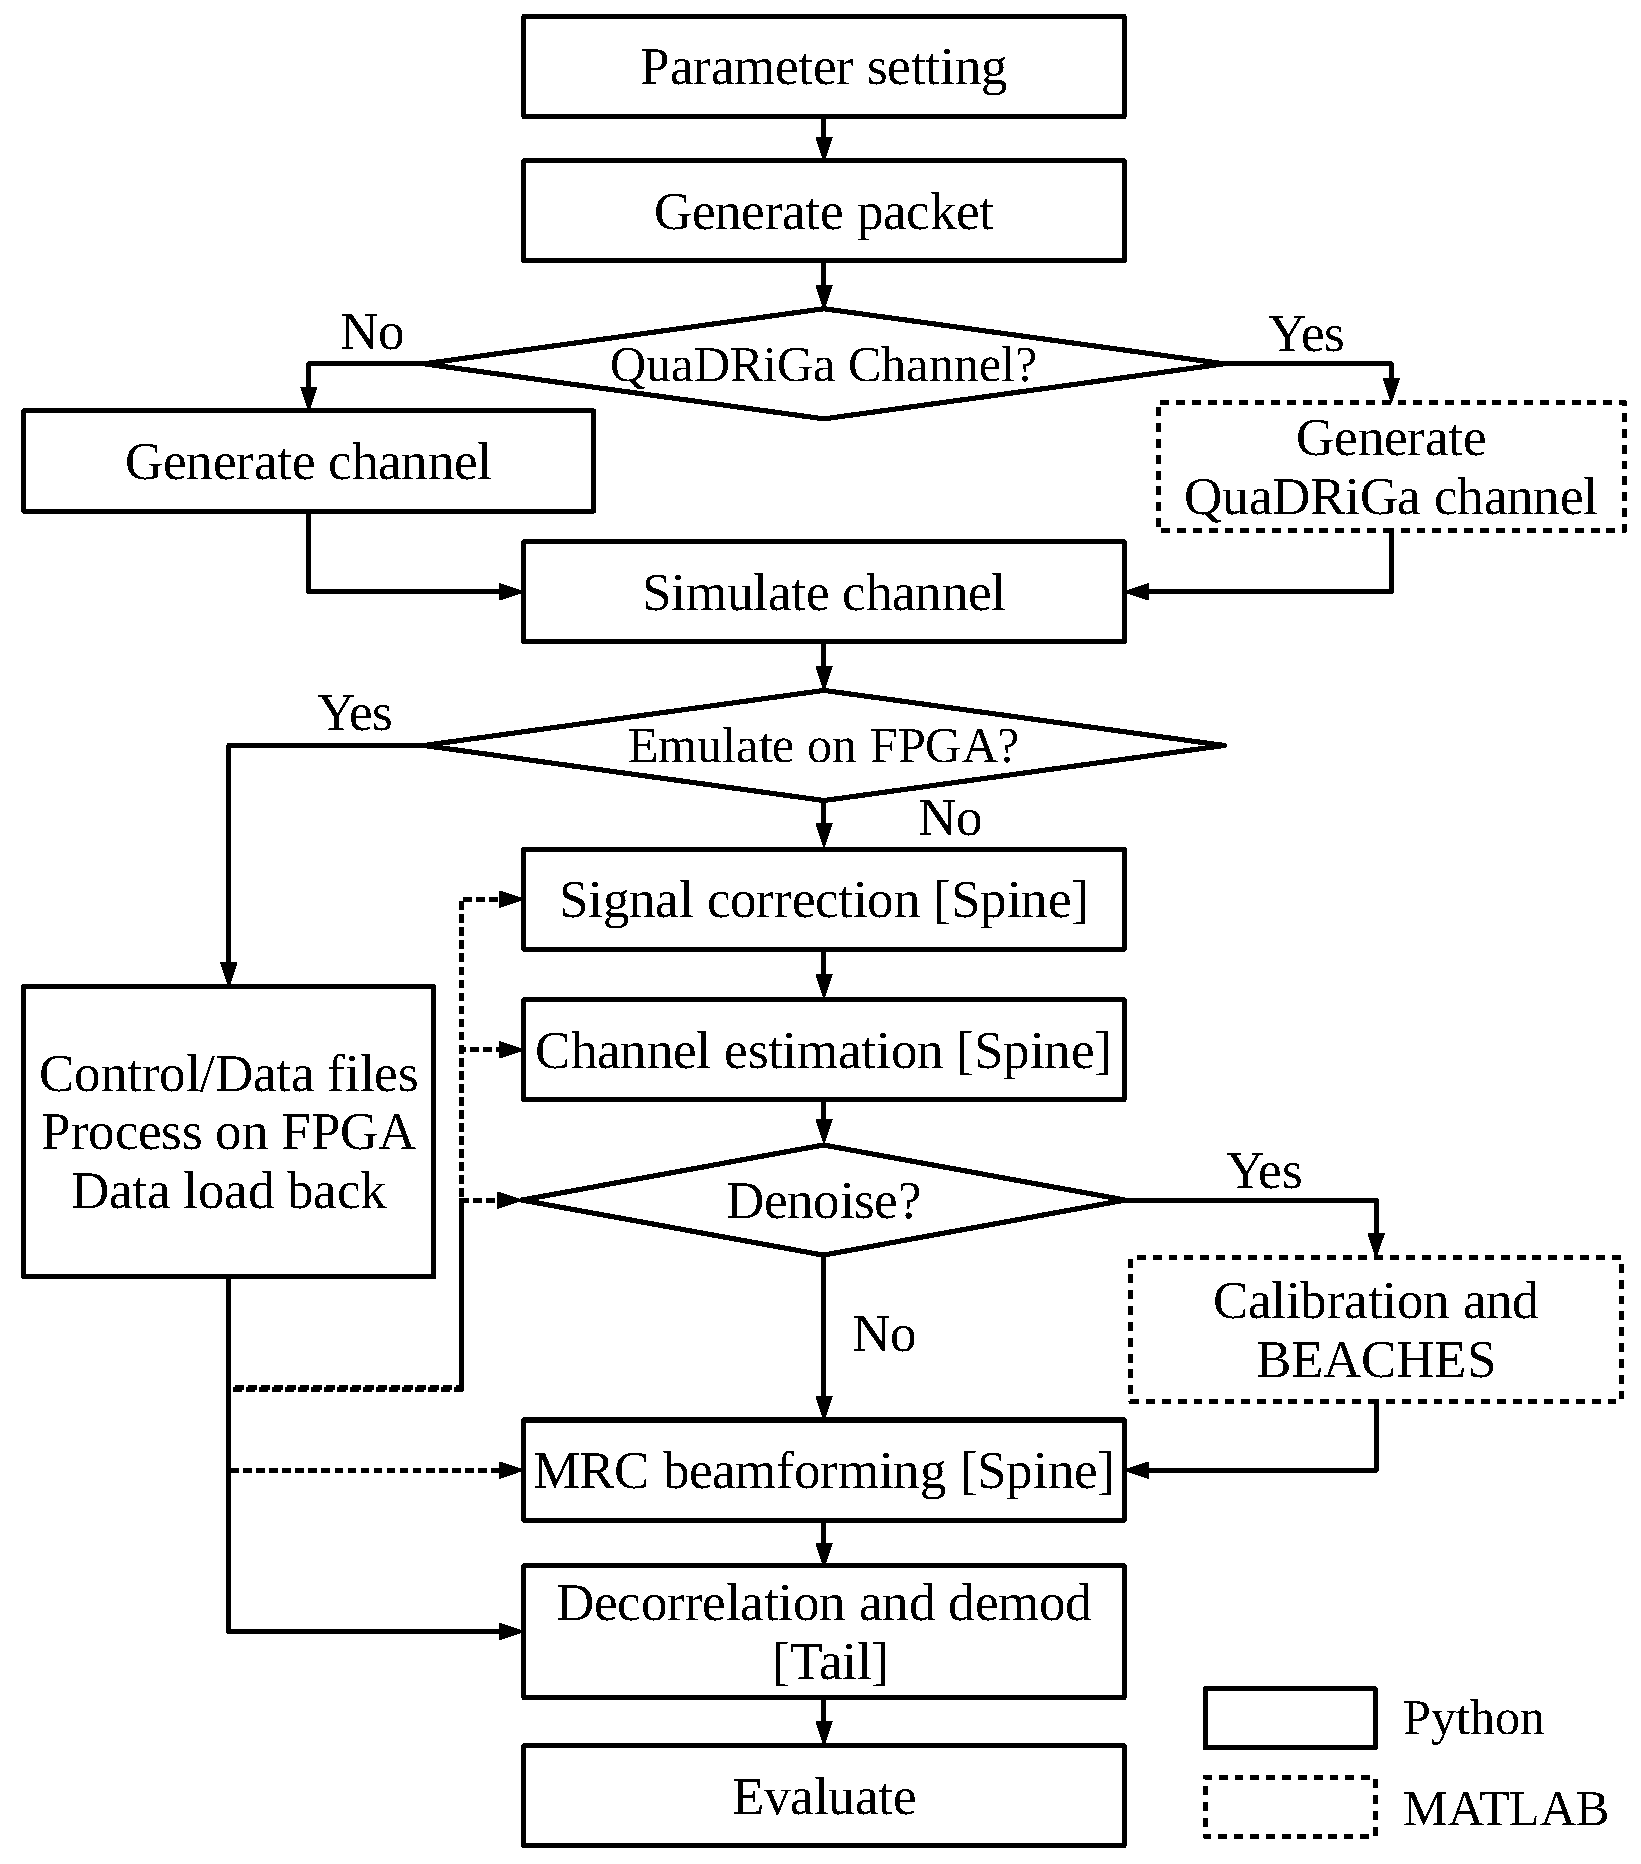 Parameter setting
Generate packet
No
Yes
QuaDRiGa Channel?
Generate channel
Generate
QuaDRiGa channel
Simulate channel
Yes
Emulate on FPGA?
No
Signal correction [Spine]
Control/Data files
Process on FPGA
Data load back
Channel estimation [Spine]
Denoise?
Yes
No
Calibration and
BEACHES
MRC beamforming [Spine]
Decorrelation and demod
[Tail]
Evaluate
Python
MATLAB